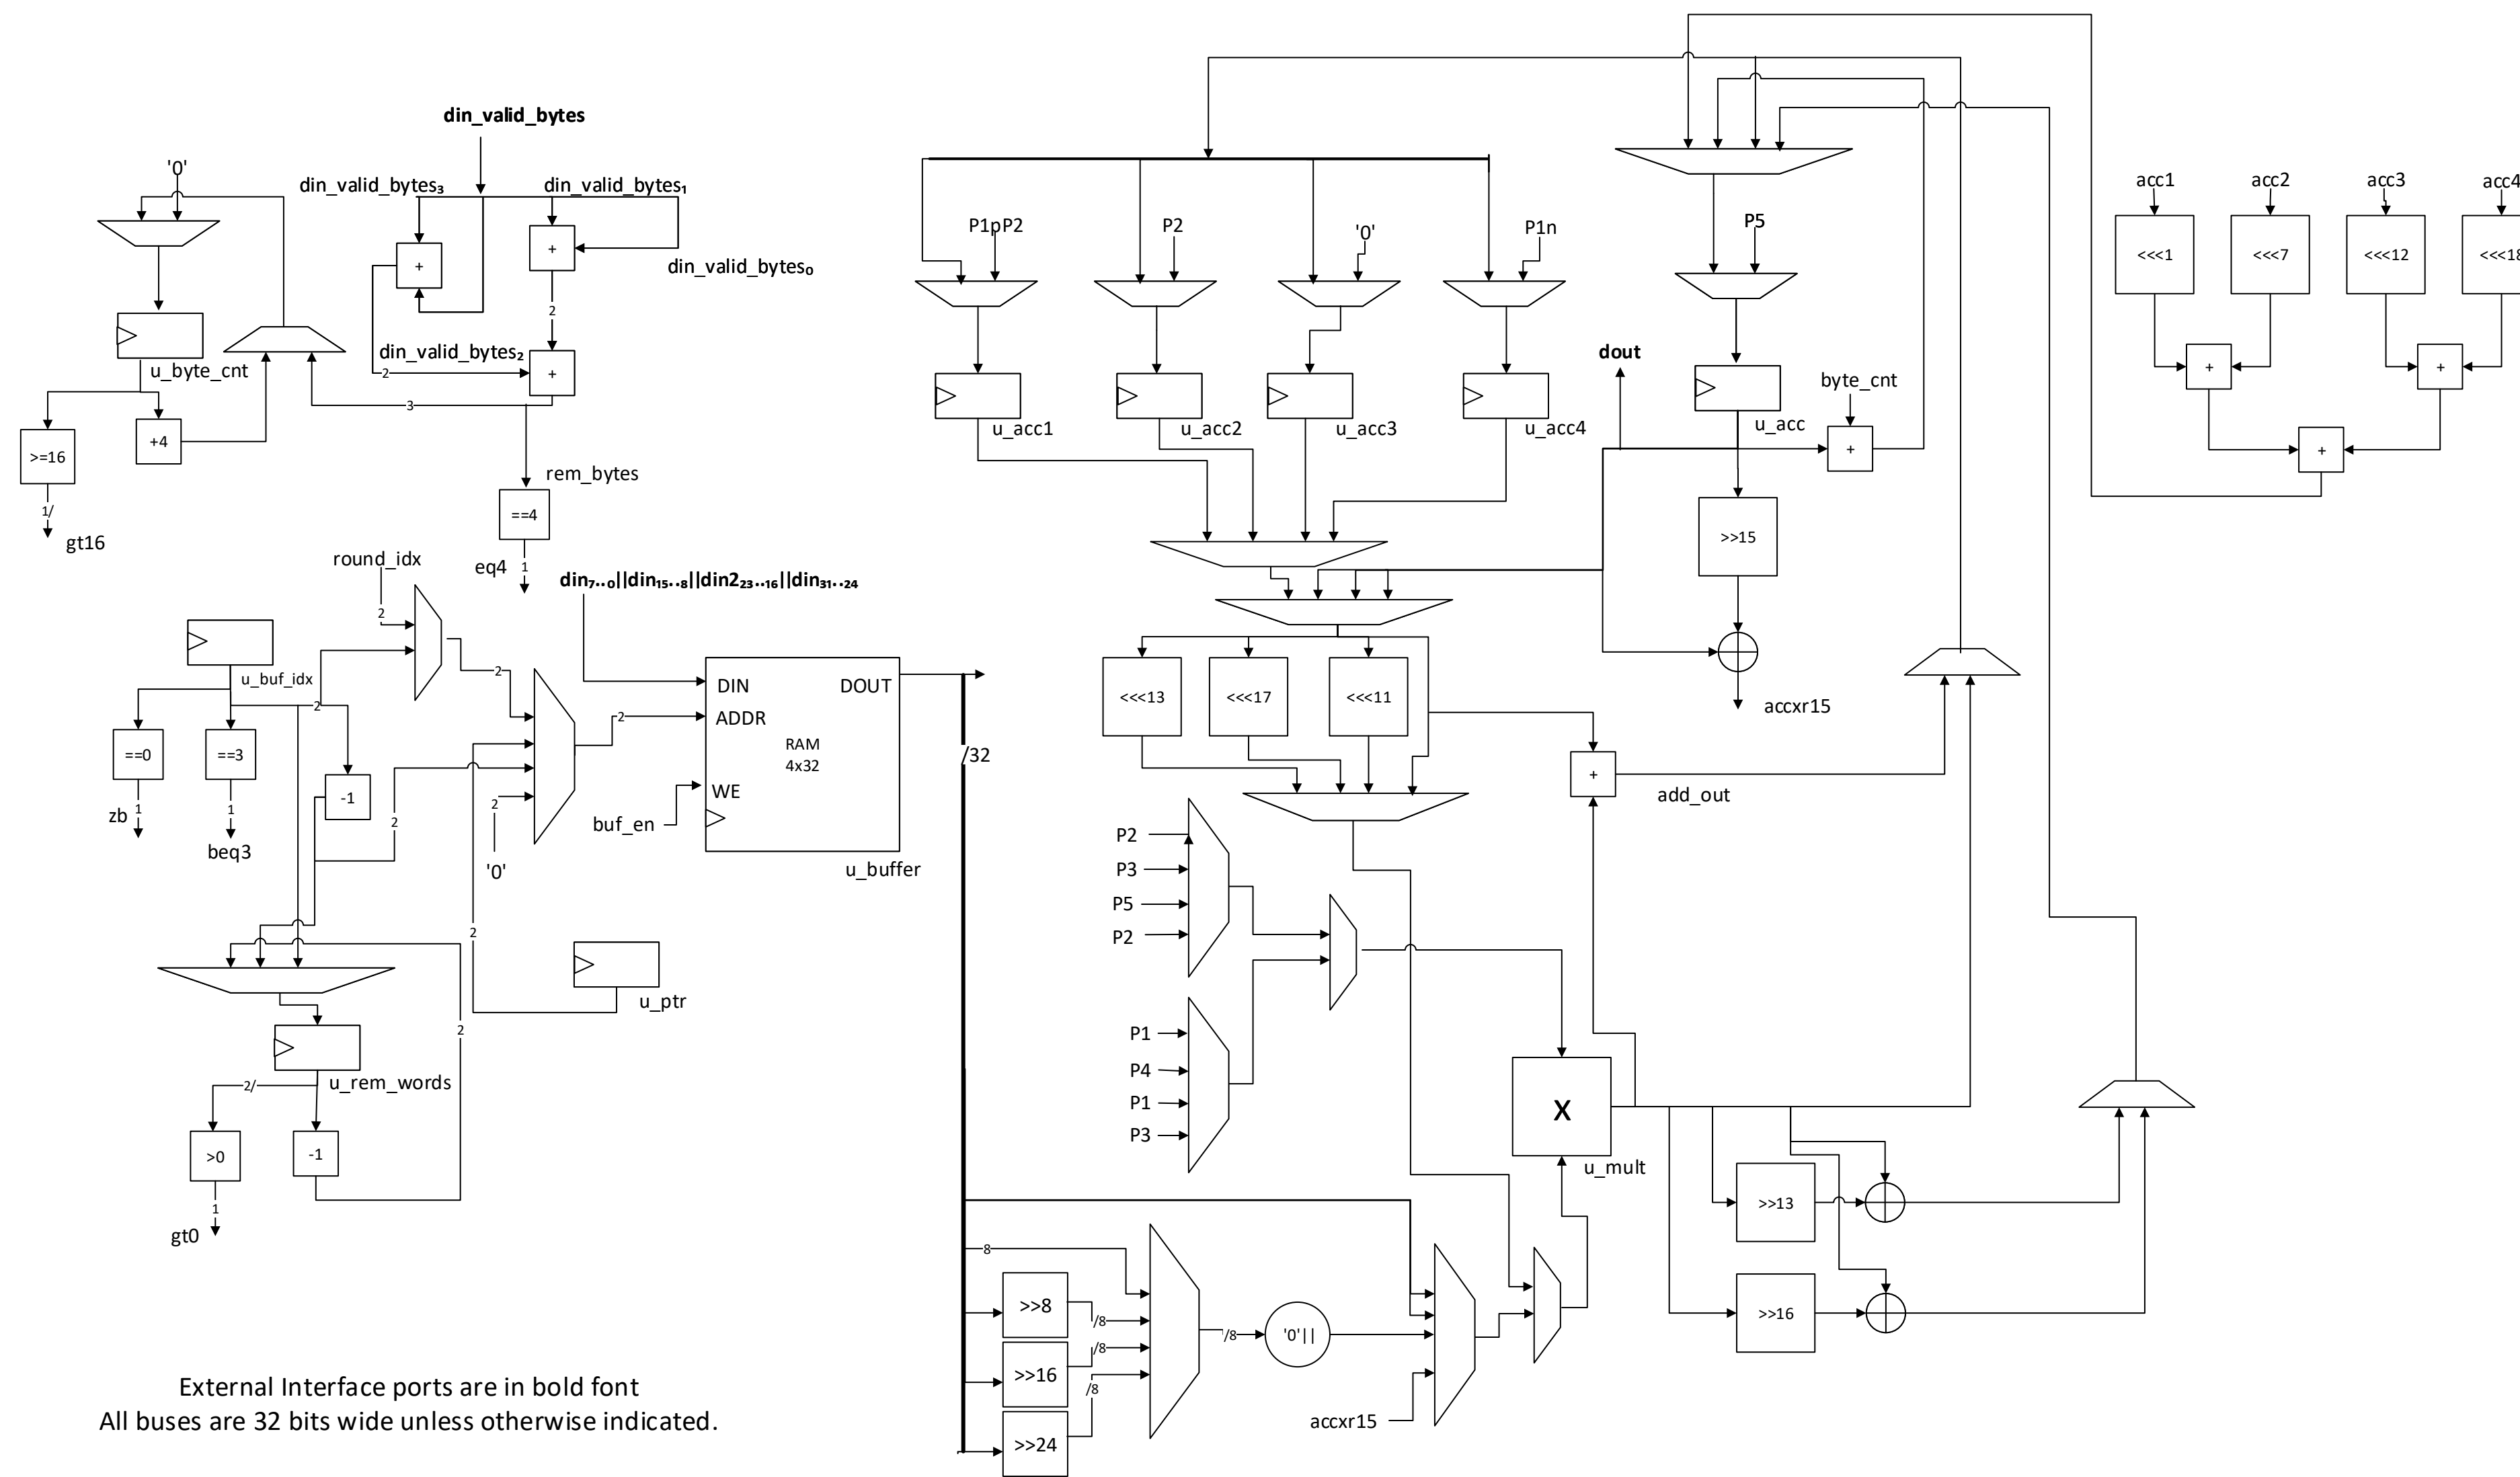 din_valid_bytes
'0'
din_valid_bytes₃
din_valid_bytes₁
+
+
din_valid_bytes₀
2
din_valid_bytes₂
2
+
3
u_byte_cnt
>=16
+4
1/
gt16
rem_bytes
==4
eq4
1
P1pP2
P2
'0'
P1n
P5
acc1
acc2
acc3
acc4
<<<1
<<<7
<<<12
<<<18
+
+
+
dout
byte_cnt
u_acc1
u_acc2
u_acc3
u_acc4
u_acc
+
>>15
accxr15
round_idx
2
din₇..₀||din₁₅..₈||din2₂₃..₁₆||din₃₁..₂₄
u_buf_idx
2
2
==0
==3
-1
1
1
zb
beq3
2
2
'0'
2
DIN
DOUT
ADDR
RAM
4x32
WE
buf_en
u_buffer
/32
2
u_ptr
2
u_rem_words
2/
>0
-1
1
gt0
<<<13
<<<17
<<<11
+
add_out
P2
P3
P5
P2
P1
P4
P1
P3
X
u_mult
>>13
>>16
8
>>8
/8
>>16
/8
>>24
/8
/8
'0'||
accxr15
External Interface ports are in bold font
All buses are 32 bits wide unless otherwise indicated.